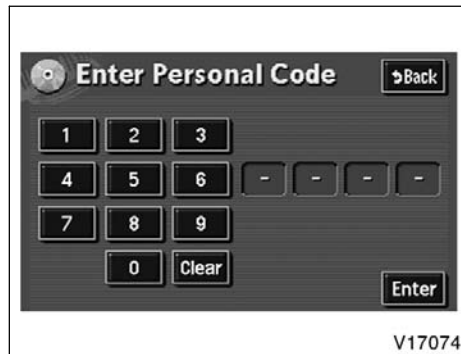 Enter Personal Code Back
1 2 3
4 5 6 - - - -
7 8 9
0 Clear
Enter
V17074